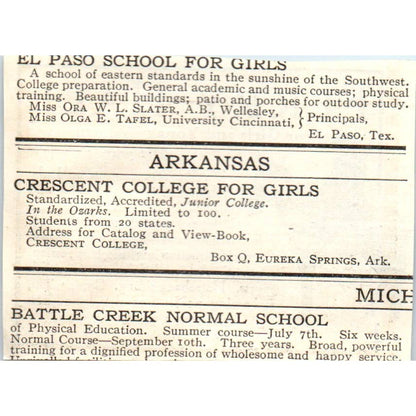 EL PASO SCHOOL FOR GIRLS
A school of eastern standards in the sunshine of the Southwest.
College preparation. General academic and music courses; physical
training. Beautiful buildings; patio and porches for outdoor study.
Miss ORA W. L. SLATER, A.B., Wellesley, } Principals,
Miss OLGA E. TAFEL, University Cincinnati,
EL PASO, Tex.
ARKANSAS
CRESCENT COLLEGE FOR GIRLS
Standardized, Accredited, Junior College.
In the Ozarks. Limited to 100.
Students from 20 states.
Address for Catalog and View-Book,
CRESCENT COLLEGE,
Box Q, EUREKA SPRINGS, Ark.
MICH
BATTLE CREEK NORMAL SCHOOL
of Physical Education. Summer course—July 7th. Six weeks.
Normal Course—September 10th. Three years. Broad, powerful
training for a dignified profession of wholesome and happy service.